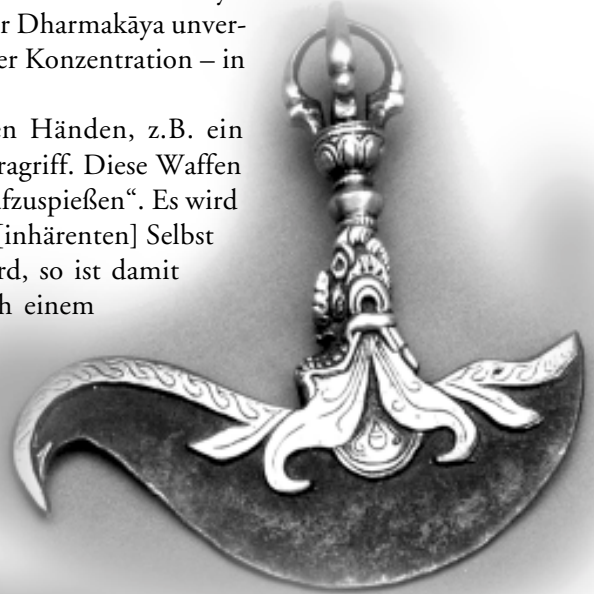 r Dharmakāya unver-
er Konzentration – in
en Händen, z.B. ein
ragriff. Diese Waffen
fzuspießen“. Es wird
[inhärenten] Selbst
rd, so ist damit
h einem